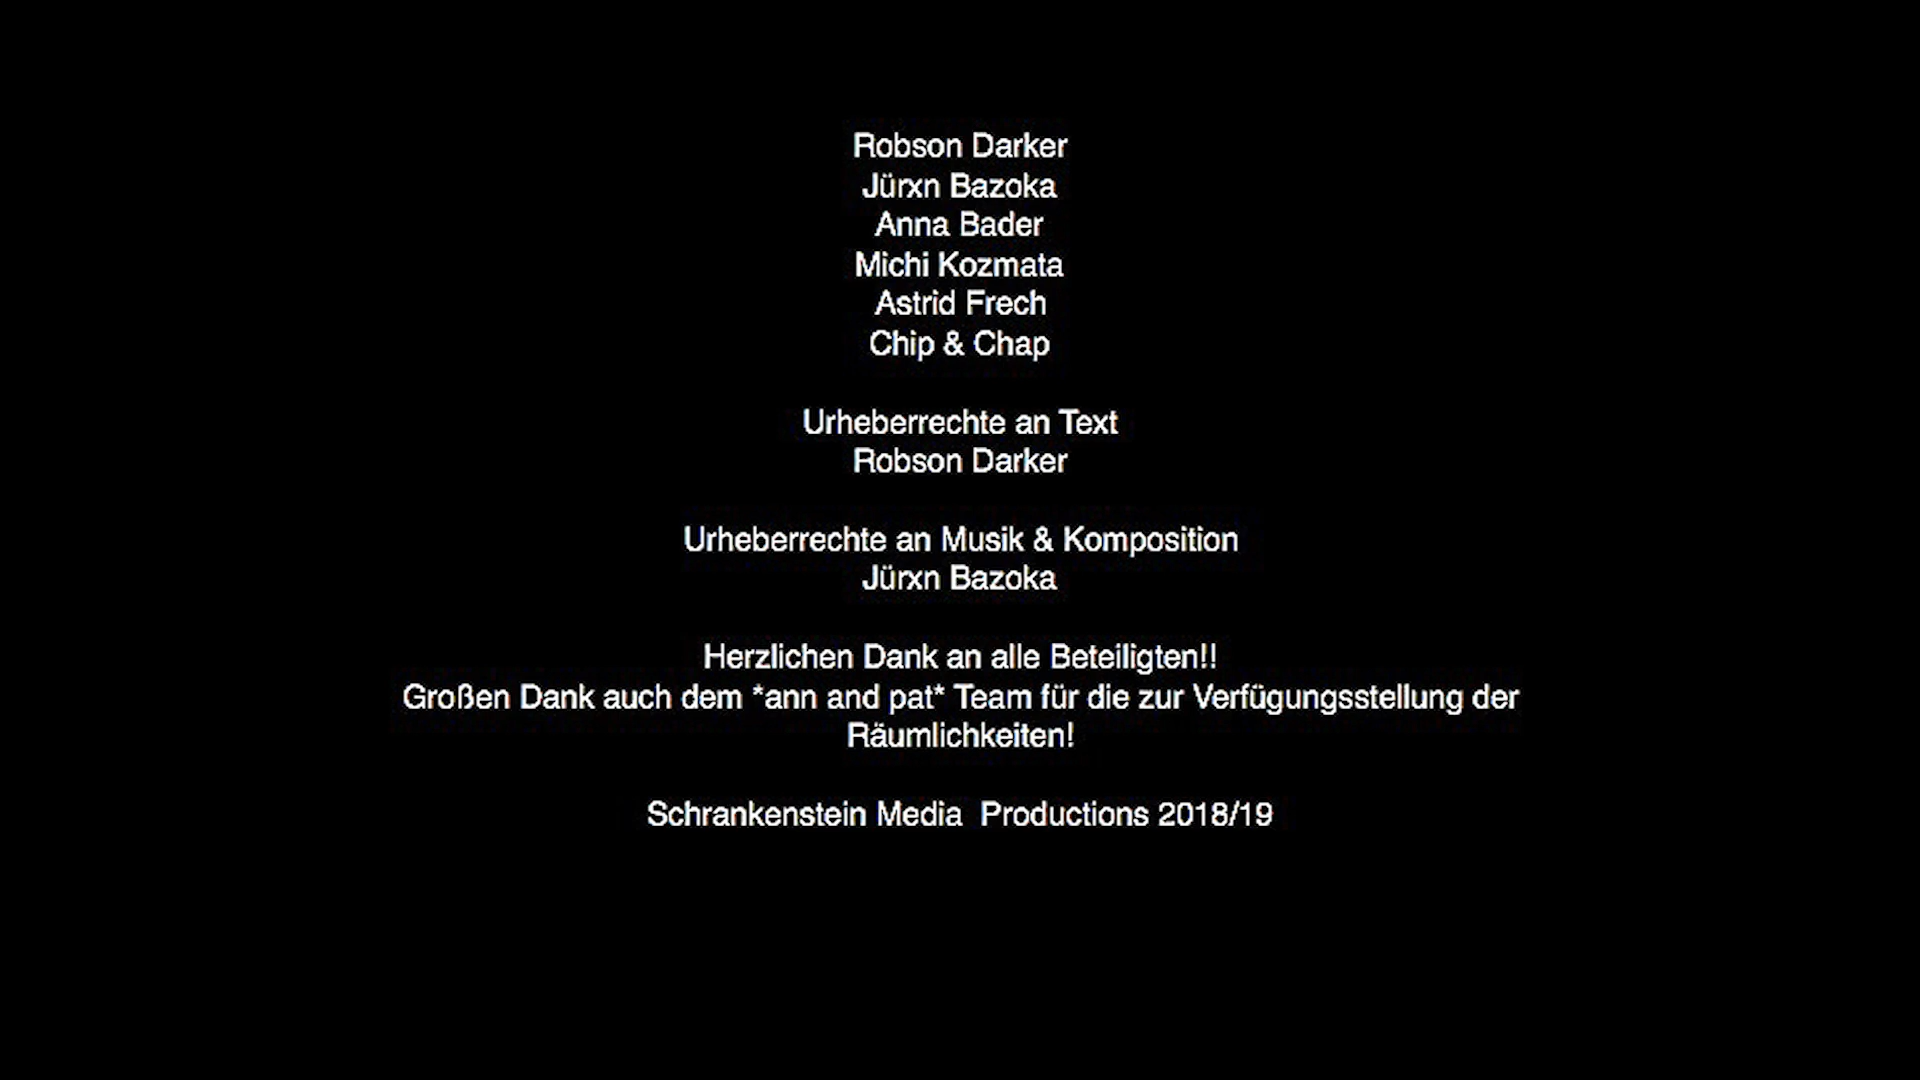 Robson Darker
Jürxn Bazoka
Anna Bader
Michi Kozmata
Astrid Frech
Chip & Chap
Urheberrechte an Text
Robson Darker
Urheberrechte an Musik & Komposition
Jürxn Bazoka
Herzlichen Dank an alle Beteiligten!!
Großen Dank auch dem *ann and pat* Team für die zur Verfügungsstellung der
Räumlichkeiten!
Schrankenstein Media  Productions 2018/19